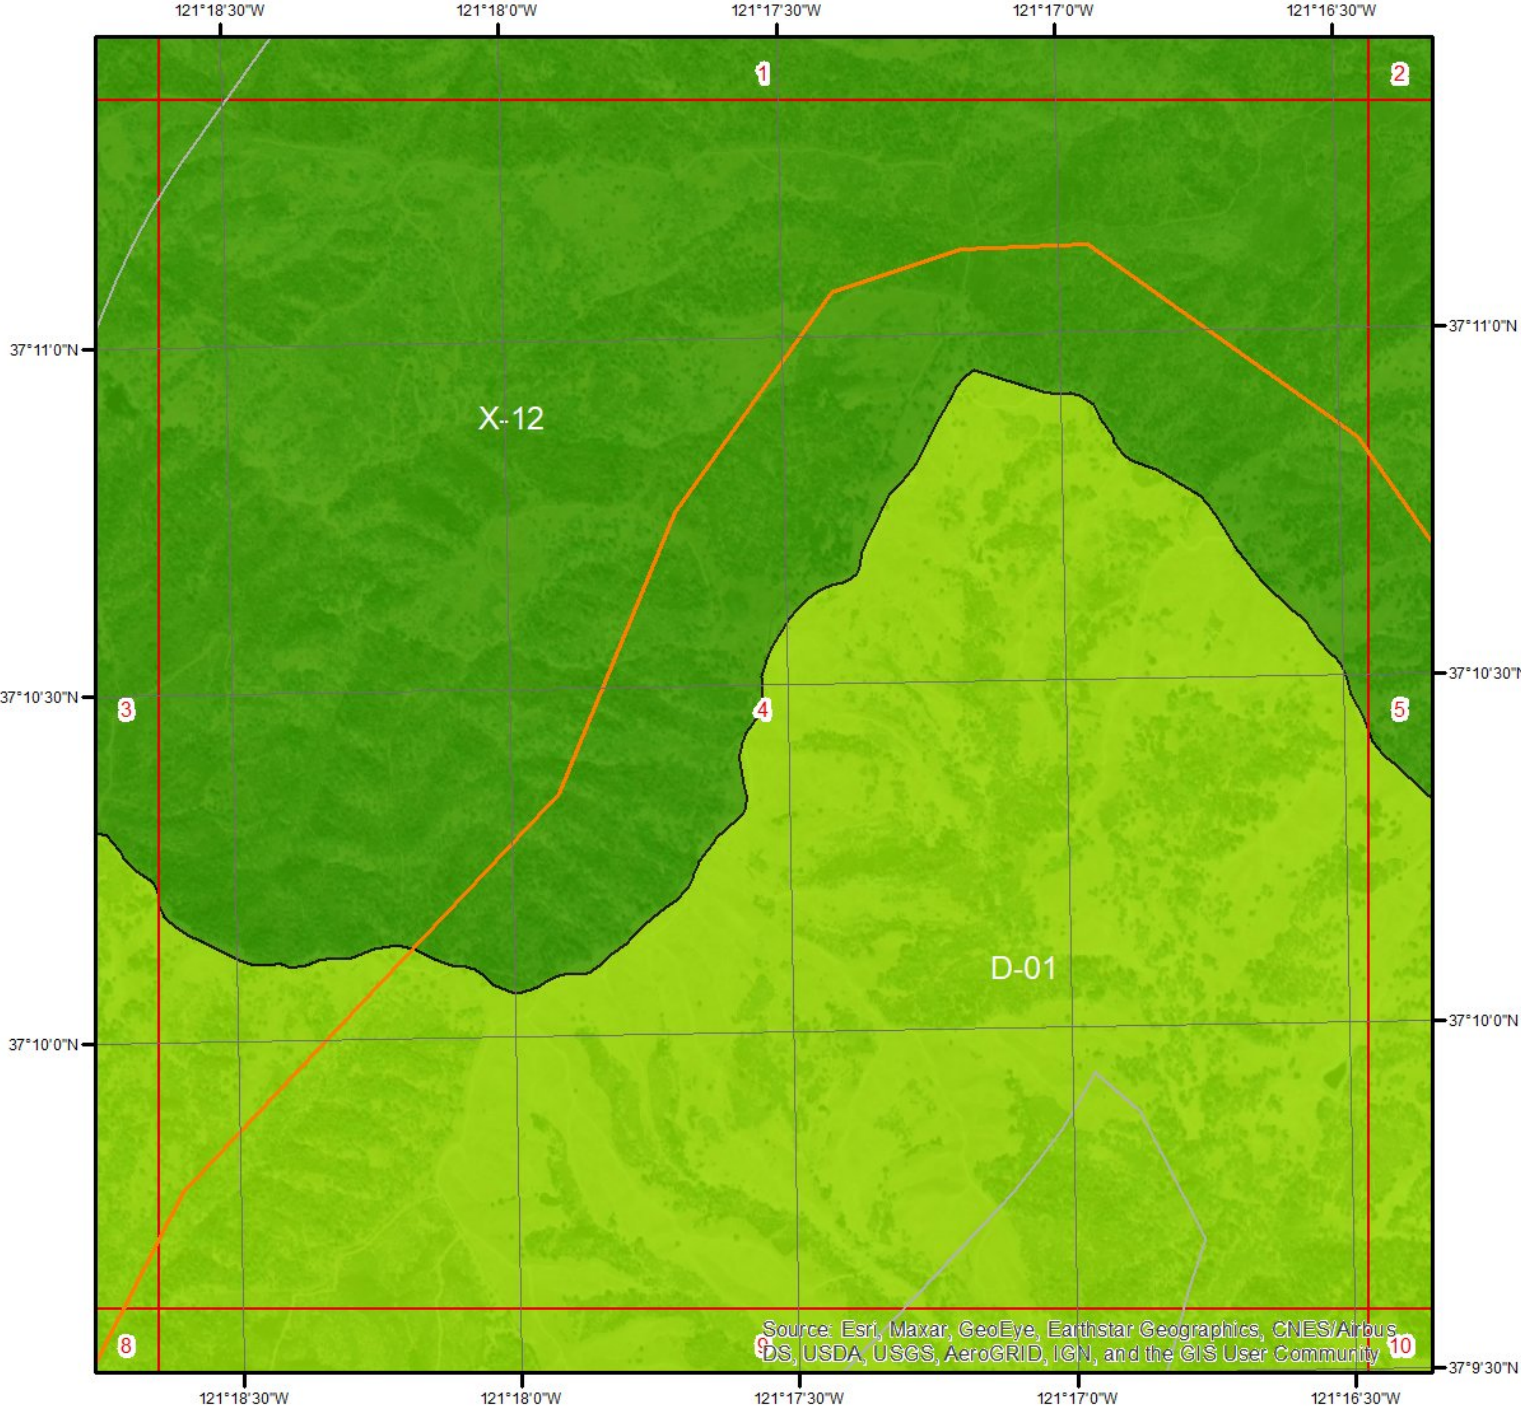 121°18'30"W 121°18'0"W 121°17'30"W 121°17'0"W 121°16'30"W
1 2
37°11'0"N 37°11'0"N
X-12
37°10'30"N 37°10'30"N
3 4 5
D-01
37°10'0"N 37°10'0"N
Source: Esri, Maxar, GeoEye, Earthstar Geographics, CNES/Airbus
8 9 10
DS, USDA, USGS, AeroGRID, IGN, and the GIS User Community
37°9'30"N
121°18'30"W 121°18'0"W 121°17'30"W 121°17'0"W 121°16'30"W